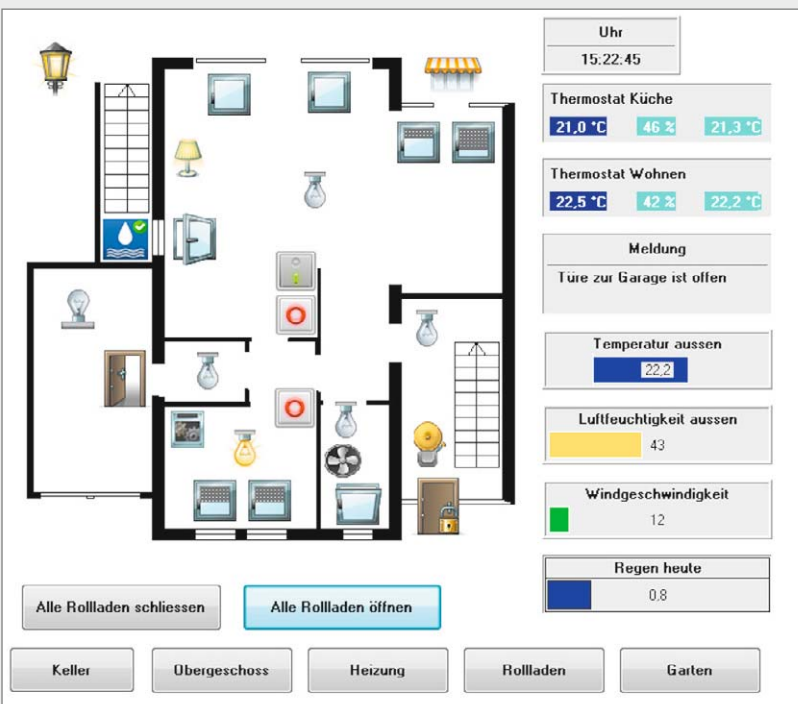 Uhr
15:22:45
Thermostat Küche
21,0 °C 46 % 21,3 °C
Thermostat Wohnen
22,5 °C 42 % 22,2 °C
Meldung
Türe zur Garage ist offen
Temperatur aussen
22,2
Luftfeuchtigkeit aussen
43
Windgeschwindigkeit
12
Regen heute
0,8
Alle Rollladen schliessen
Alle Rollladen öffnen
Keller
Obergeschoss
Heizung
Rollladen
Garten